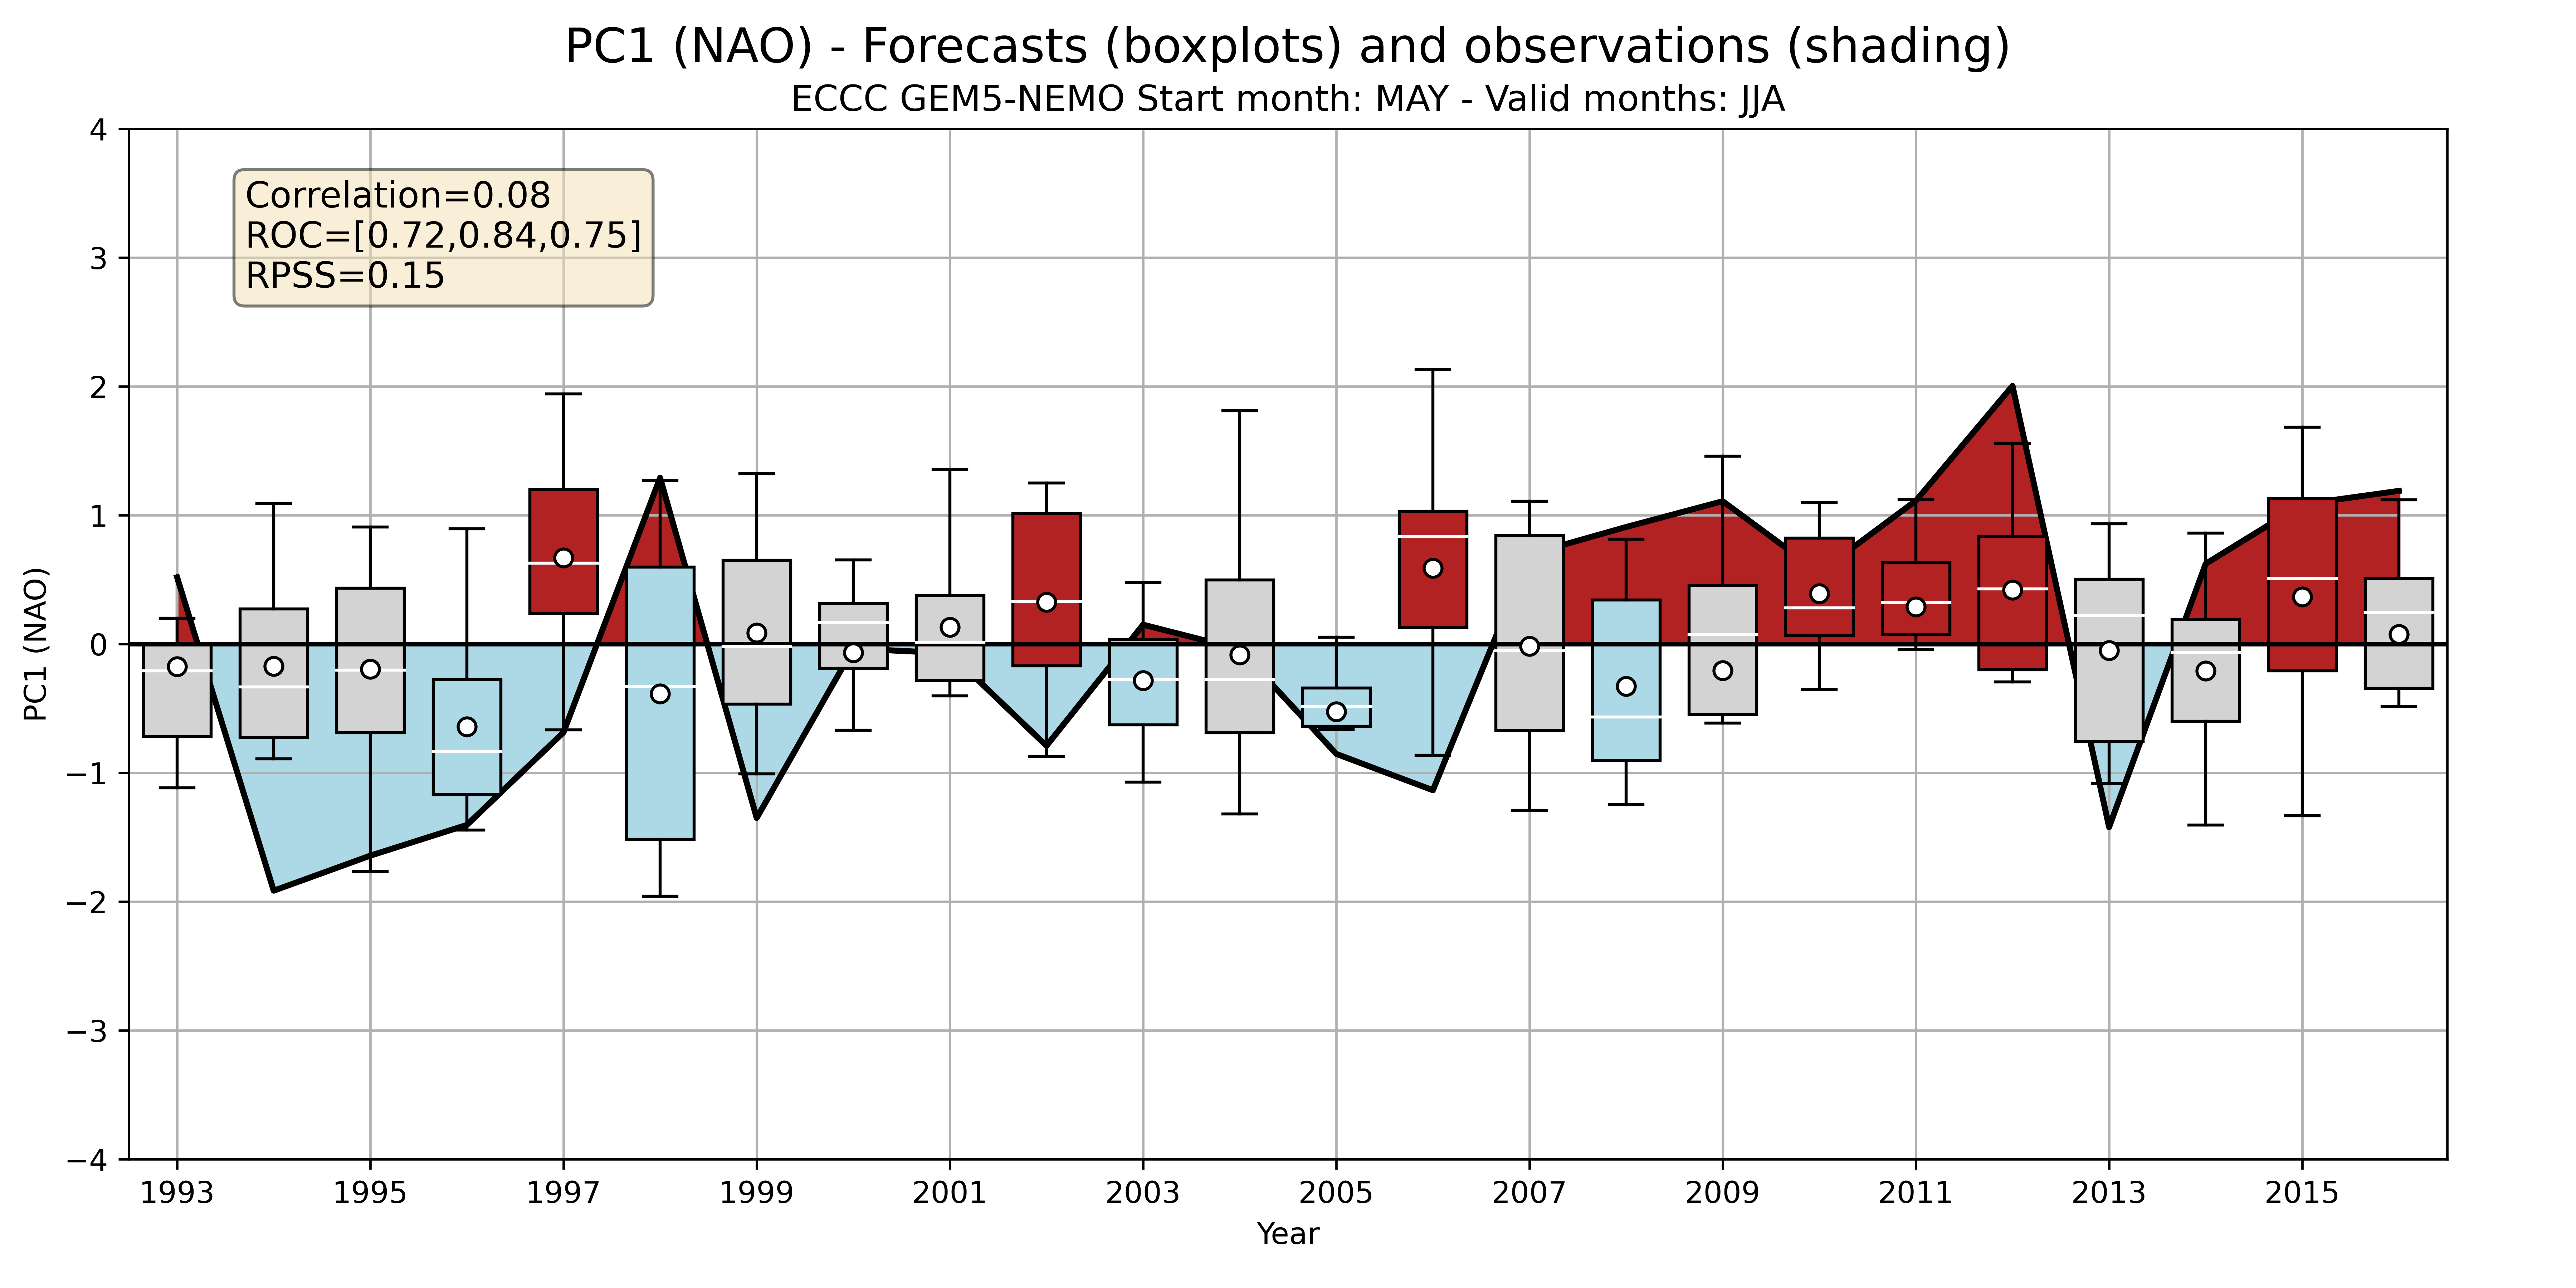 PC1 (NAO) - Forecasts (boxplots) and observations (shading)
ECCC GEM5-NEMO Start month: MAY - Valid months: JJA
Correlation=0.08
ROC=[0.72,0.84,0.75]
RPSS=0.15
PC1 (NAO)
4
3
2
1
0
−1
−2
−3
−4
1993 1995 1997 1999 2001 2003 2005 2007 2009 2011 2013 2015
Year